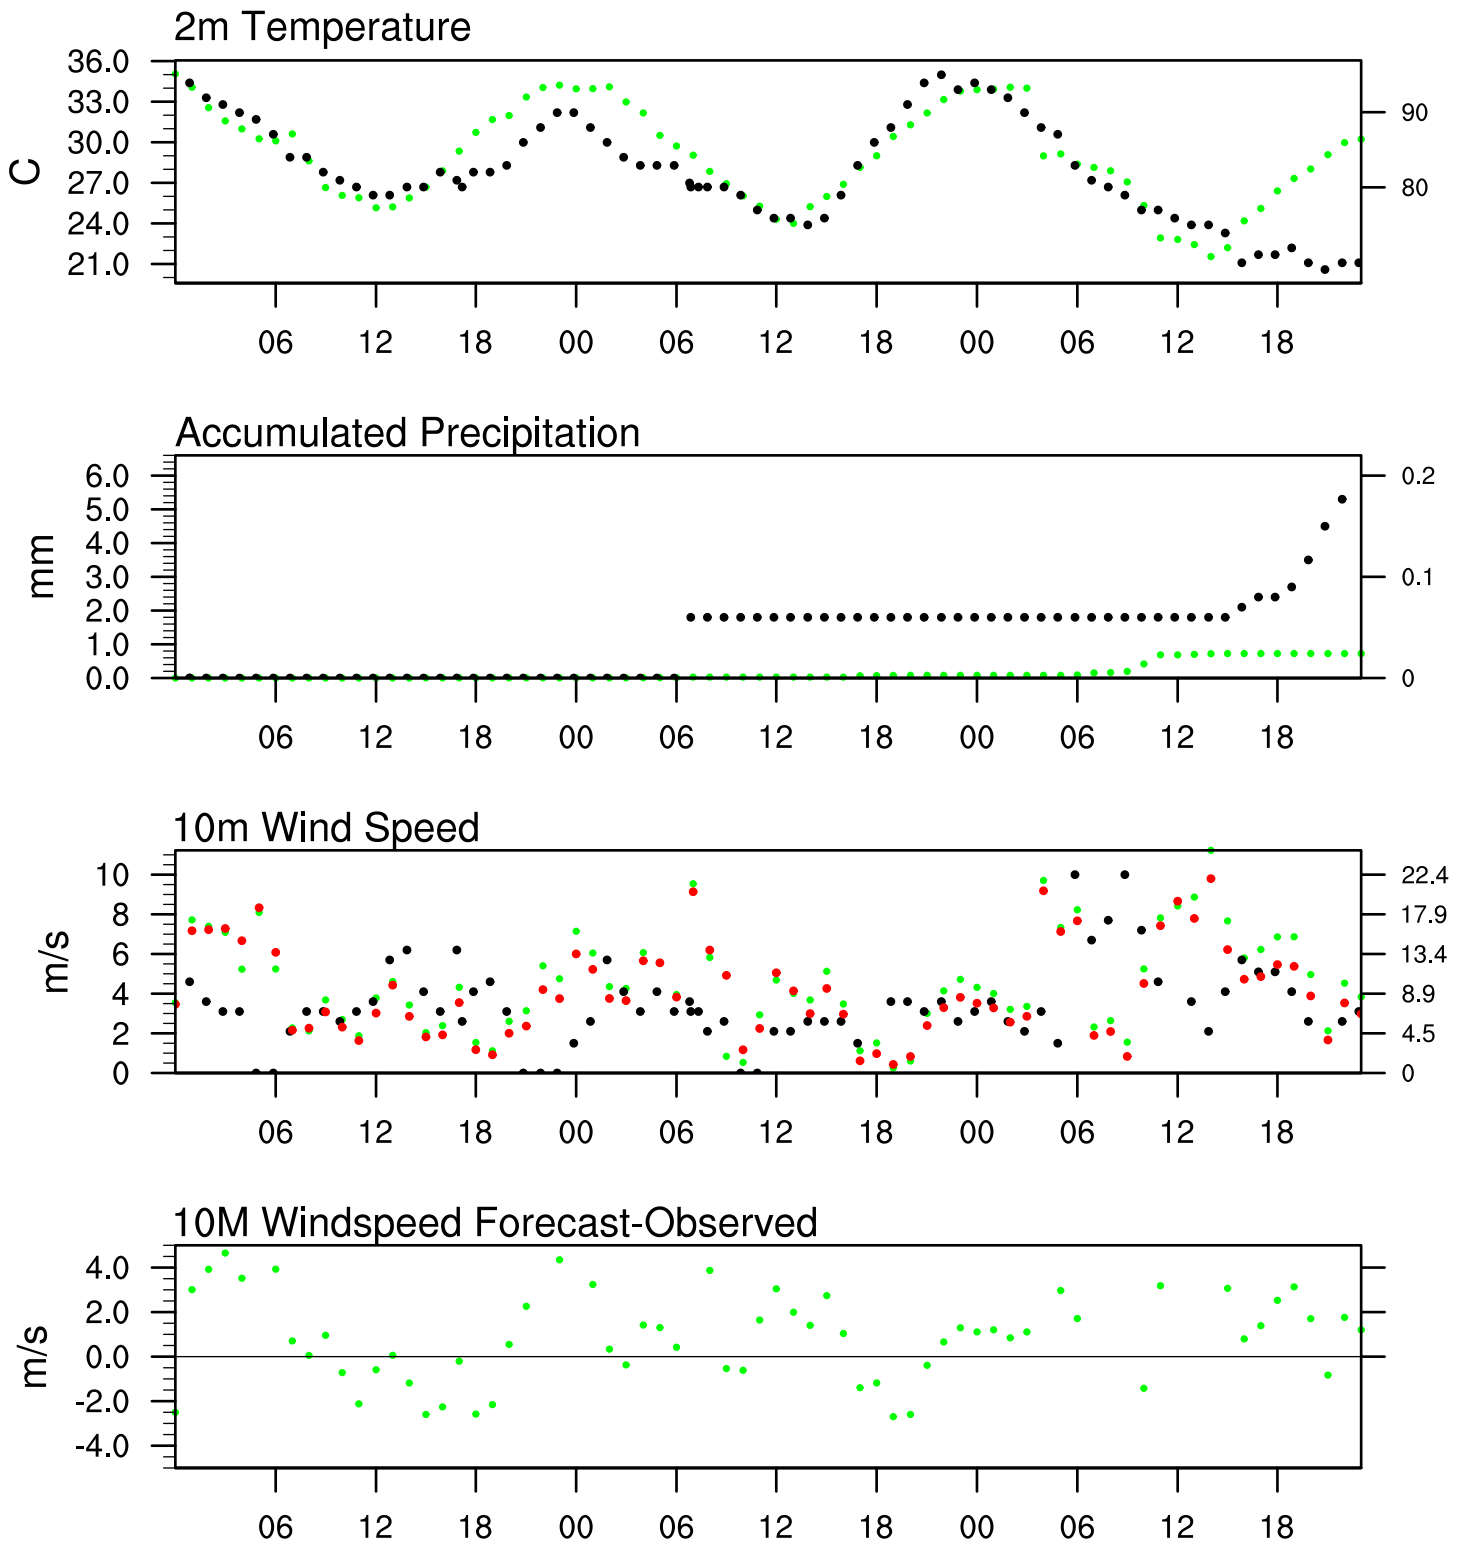 2m Temperature
36.0
33.0
30.0
27.0
24.0
21.0
C
90
80
06 12 18 00 06 12 18 00 06 12 18
Accumulated Precipitation
6.0
5.0
4.0
3.0
2.0
1.0
0.0
mm
0.2
0.1
0
06 12 18 00 06 12 18 00 06 12 18
10m Wind Speed
10
8
6
4
2
0
m/s
22.4
17.9
13.4
8.9
4.5
0
06 12 18 00 06 12 18 00 06 12 18
10M Windspeed Forecast-Observed
4.0
2.0
0.0
-2.0
-4.0
m/s
06 12 18 00 06 12 18 00 06 12 18